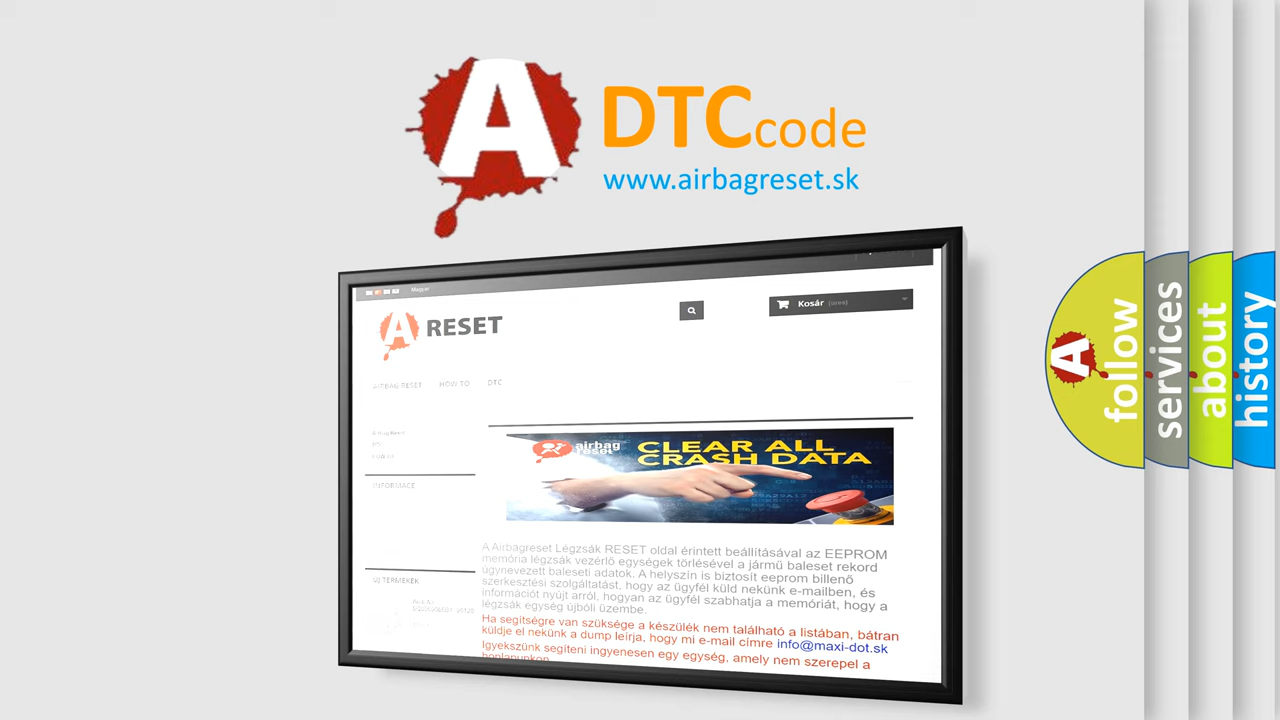 A DTC code
www.airbagreset.sk
Magyar
A RESET
Kosár (üres)
AIRBAG RESET HOW TO DTC
INFORMACE
airbag
reset
CLEAR ALL
CRASH DATA
A Airbagreset Légzsák RESET oldal érintett beállításával az EEPROM
memória légzsák vezérlő egységek törlésével a jármű baleset rekord
úgynevezett baleseti adatok. A helyszín is biztosít eeprom billenő
szerkesztési szolgáltatást, hogy az ügyfél küld nekünk e-mailben, és
információt nyújt arról, hogyan az ügyfél szabhatja a memóriát, hogy a
légzsák egység újbóli üzembe.
Ha segítségre van szüksége a készülék nem található a listában, bátran
küldje el nekünk a dump leírja, hogy mi e-mail címre info@maxi-dot.sk
Igyekszünk segíteni ingyenesen egy egység, amely nem szerepel a
honlapunkon
ÚJ TERMÉKEK
A
follow
services
about
history